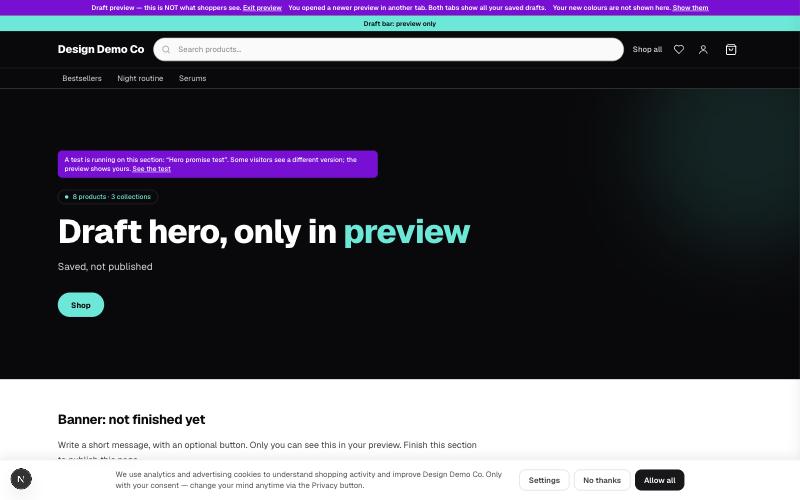 Draft preview — this is NOT what shoppers see. Exit preview You opened a newer preview in another tab. Both tabs show all your saved drafts. Your new colours are not shown here. Show them
Draft bar: preview only
Design Demo Co
Search products...
Shop all
Bestsellers Night routine Serums
A test is running on this section: “Hero promise test”. Some visitors see a different version; the
preview shows yours. See the test
8 products · 3 collections
Draft hero, only in preview
Saved, not published
Shop
Banner: not finished yet
Write a short message, with an optional button. Only you can see this in your preview. Finish this section
to publish this page.
We use analytics and advertising cookies to understand shopping activity and improve Design Demo Co. Only
with your consent — change your mind anytime via the Privacy button.
Settings
No thanks
Allow all
N